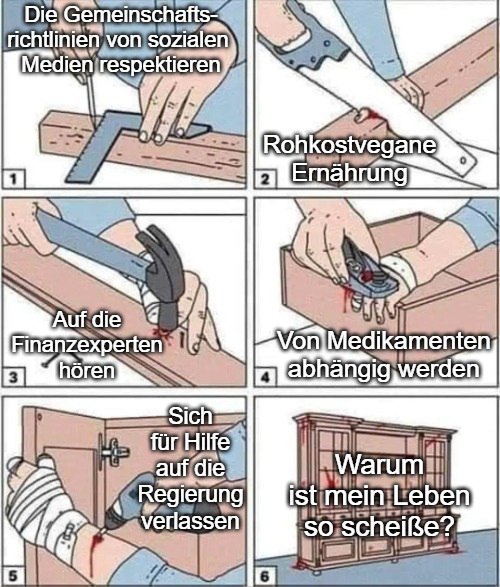 Die Gemeinschafts-
richtlinien von sozialen
Medien respektieren
1
Rohkostvegane
Ernährung
2
Auf die
Finanzexperten
hören
3
Von Medikamenten
abhängig werden
4
Sich
für Hilfe
auf die
Regierung
verlassen
5
Warum
ist mein Leben
so scheiße?
6